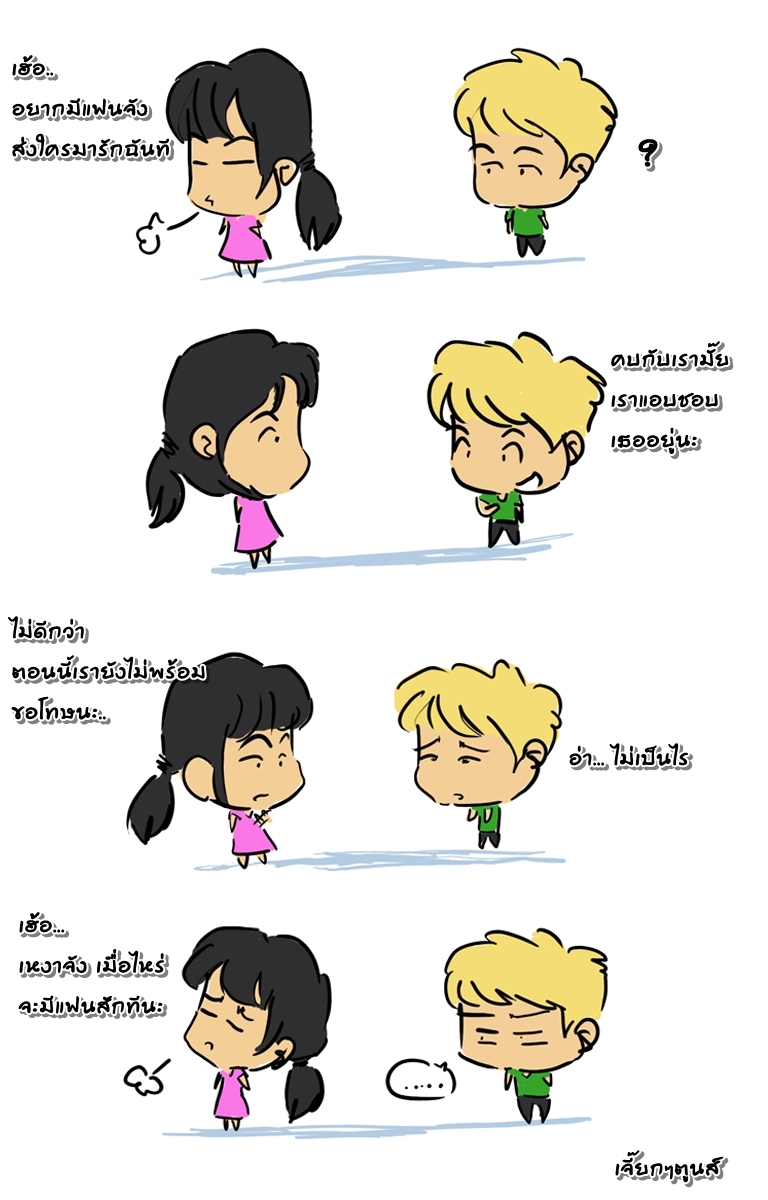 เฮ้อ..
อยากมีแฟนจัง
ส่งใครมารักฉันที
?
คบกับเรามั๊ย
เราแอบชอบ
เธออยู่นะ
ไม่ดีกว่า
ตอนนี้เรายังไม่พร้อม
ขอโทษนะ..
อ่า... ไม่เป็นไร
เฮ้อ...
เหงาจัง เมื่อไหร่
จะมีแฟนสักทีนะ
.....
เจี๊ยกๆตูนส์